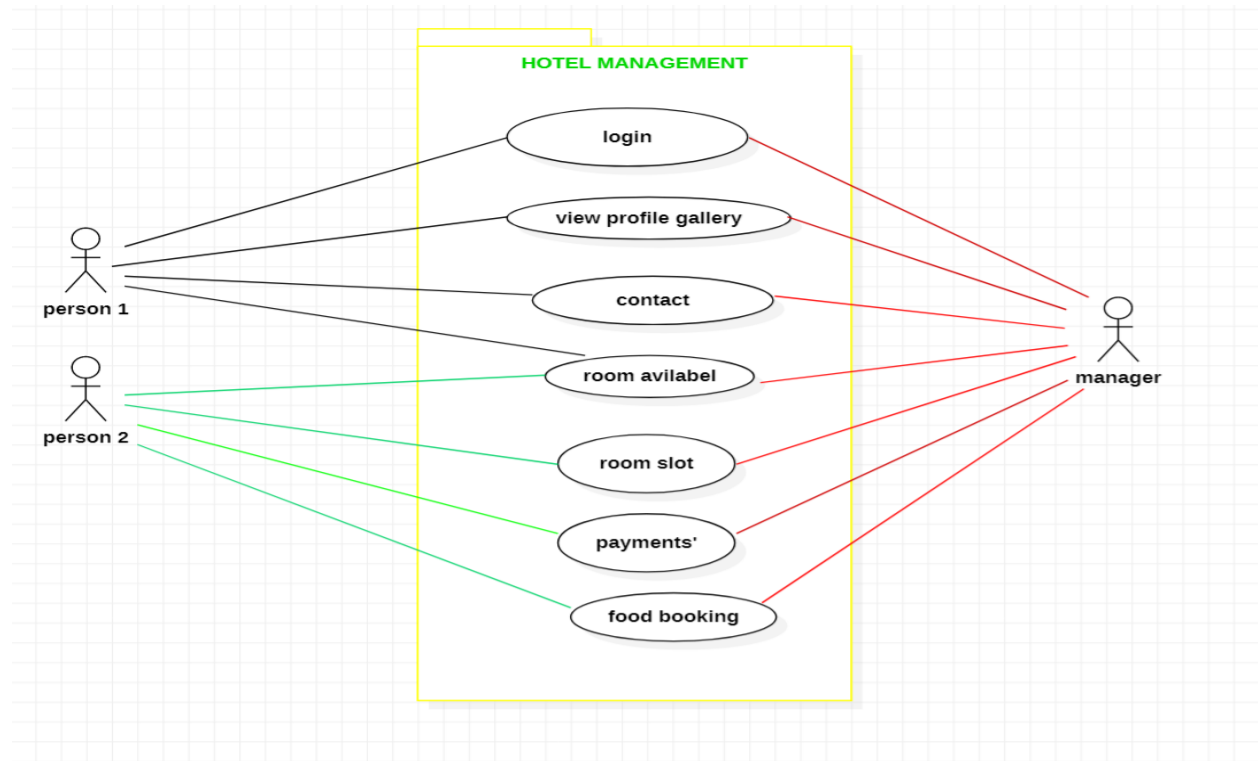 HOTEL MANAGEMENT
login
view profile gallery
contact
person 1
room avilabel
manager
person 2
room slot
payments'
food booking